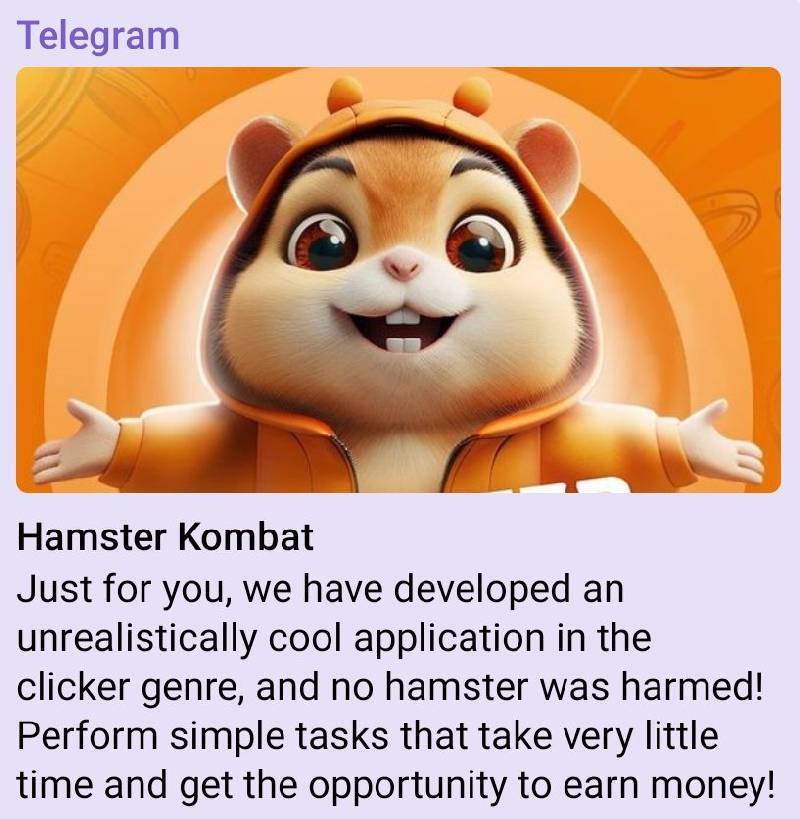 Telegram
Hamster Kombat
Just for you, we have developed an
unrealistically cool application in the
clicker genre, and no hamster was harmed!
Perform simple tasks that take very little
time and get the opportunity to earn money!